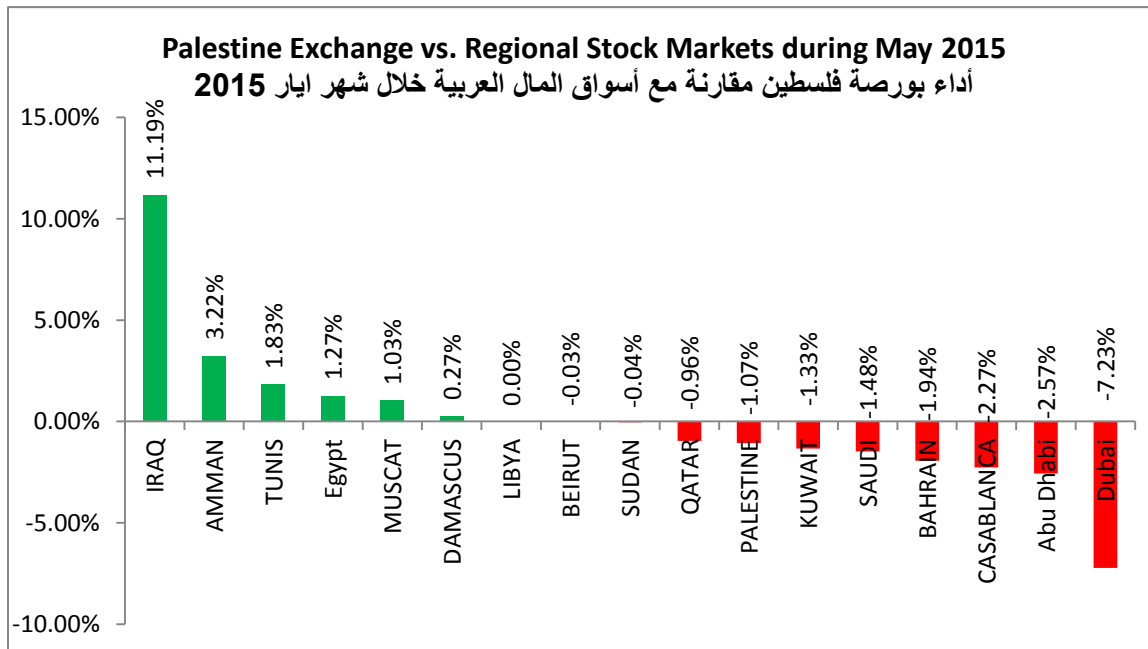 Palestine Exchange vs. Regional Stock Markets during May 2015
أداء بورصة فلسطين مقارنة مع أسواق المال العربية خلال شهر ايار 2015
15.00%
10.00%
5.00%
0.00%
-5.00%
-10.00%
11.19%
3.22%
1.83%
1.27%
1.03%
0.27%
0.00%
-0.03%
-0.04%
-0.96%
-1.07%
-1.33%
-1.48%
-1.94%
-2.27%
-2.57%
-7.23%
IRAQ
AMMAN
TUNIS
Egypt
MUSCAT
DAMASCUS
LIBYA
BEIRUT
SUDAN
QATAR
PALESTINE
KUWAIT
SAUDI
BAHRAIN
CASABLANCA
Abu Dhabi
Dubai